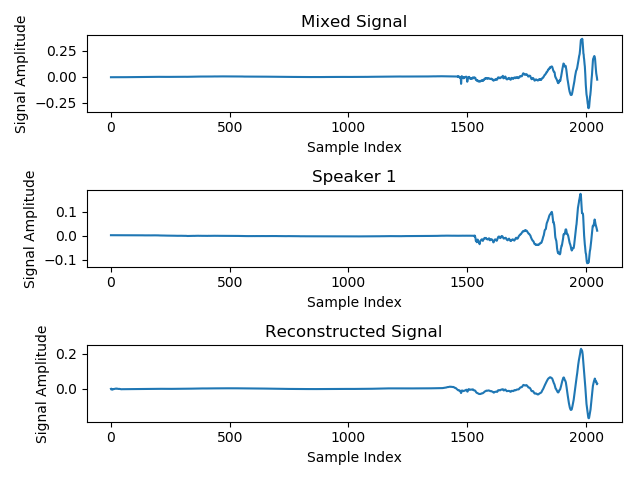 Mixed Signal
Signal Amplitude
0.25
0.00
−0.25
0 500 1000 1500 2000
Sample Index
Speaker 1
Signal Amplitude
0.1
0.0
−0.1
0 500 1000 1500 2000
Sample Index
Reconstructed Signal
Signal Amplitude
0.2
0.0
0 500 1000 1500 2000
Sample Index